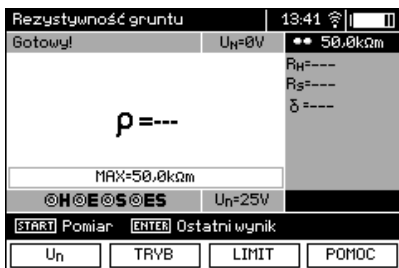 Rezystywność gruntu 13:41
Gotowy! UN=0V 50.0kΩm
RH=---
RS=---
δ=---
ρ=---
MAX=50.0kΩm
H E S ES Un=25V
START Pomiar ENTER Ostatni wynik
Un TRYB LIMIT POMOC